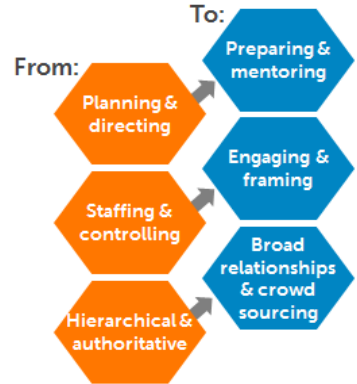 To:
From:
Preparing &
mentoring
Planning &
directing
Engaging &
framing
Staffing &
controlling
Broad
relationships
& crowd
sourcing
Hierarchical &
authoritative